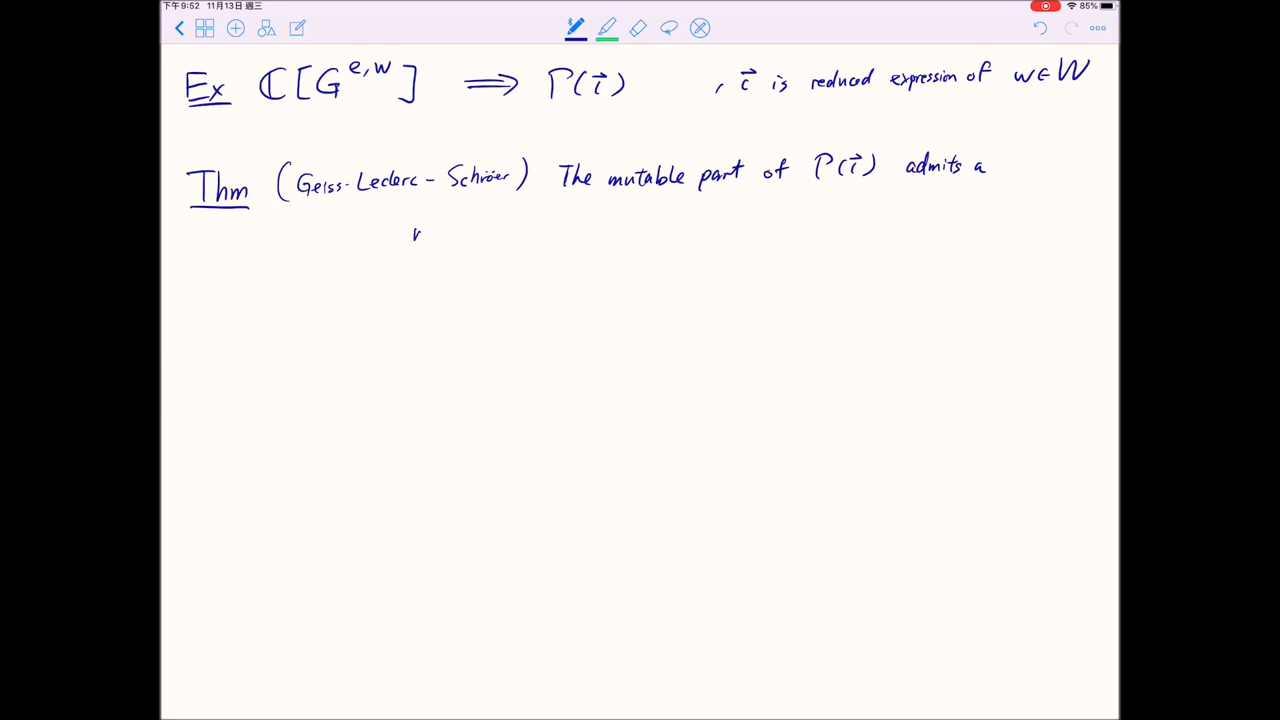 下午9:52 11月13日 週三 85%
Ex ℂ[G^{e,w}] ⟹ Γ(i⃗) , i⃗ is reduced expression of w∈W
Thm (Geiss-Leclerc-Schröer) The mutable part of Γ(i⃗) admits a